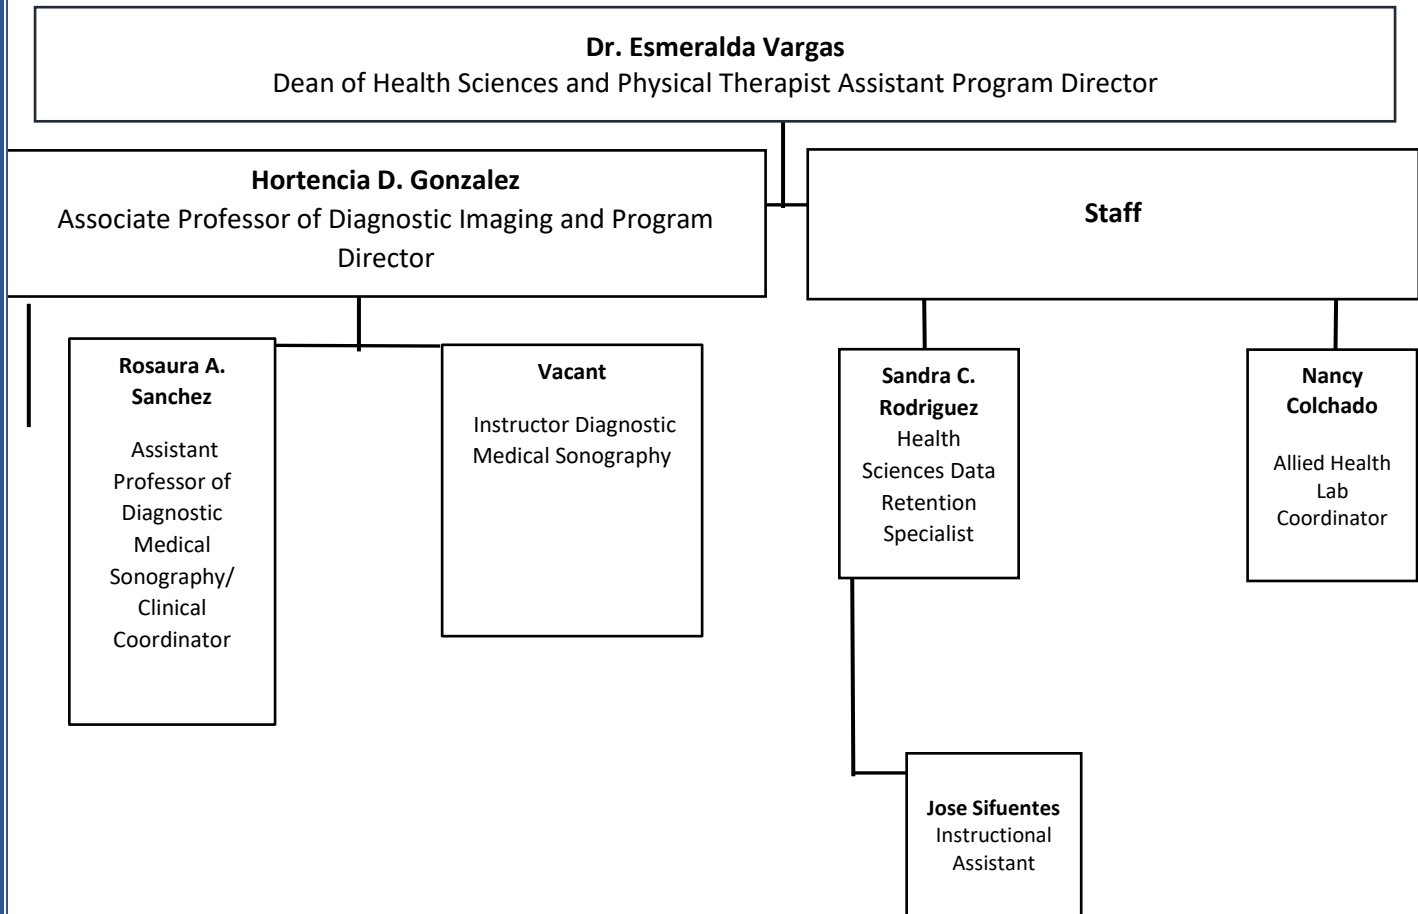 Dr. Esmeralda Vargas
Dean of Health Sciences and Physical Therapist Assistant Program Director
Hortencia D. Gonzalez
Associate Professor of Diagnostic Imaging and Program
Director
Staff
Rosaura A.
Sanchez
Assistant
Professor of
Diagnostic
Medical
Sonography/
Clinical
Coordinator
Vacant
Instructor Diagnostic
Medical Sonography
Sandra C.
Rodriguez
Health
Sciences Data
Retention
Specialist
Nancy
Colchado
Allied Health
Lab
Coordinator
Jose Sifuentes
Instructional
Assistant